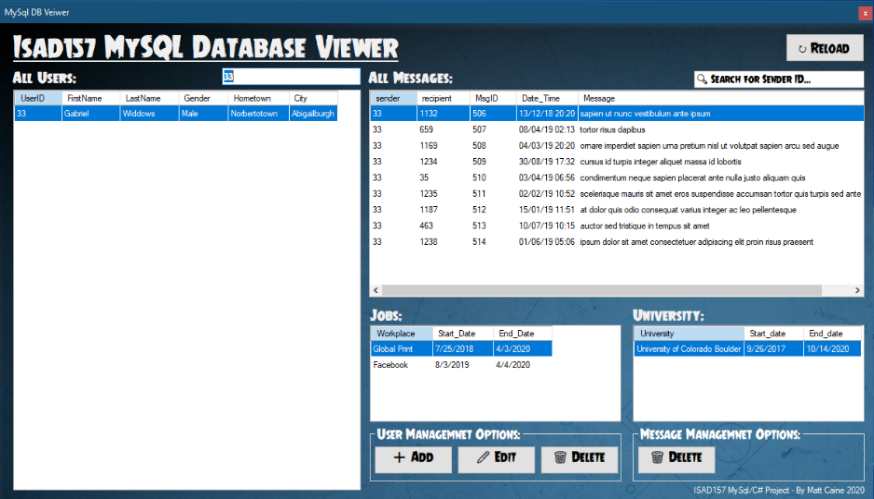 MySql DB Veiwer
x
ISAD157 MYSQL DATABASE VIEWER
RELOAD
ALL USERS:
33
UserID FirstName LastName Gender Hometown City
33 Gabriel Widdows Male Norbertotown Abigailburgh
ALL MESSAGES:
SEARCH FOR SENDER ID...
sender recipient MsgID Date_Time Message
33 1132 506 13/12/18 20:20 sapien ut nunc vestibulum ante ipsum
33 659 507 08/04/19 02:13 tortor risus dapibus
33 1169 508 04/03/19 20:20 ornare imperdiet sapien urna pretium nisl ut volutpat sapien arcu sed augue
33 1234 509 30/08/19 17:32 cursus id turpis integer aliquet massa id lobortis
33 35 510 03/04/19 06:56 condimentum neque sapien placerat ante nulla justo aliquam quis
33 1235 511 02/02/19 10:52 scelerisque mauris sit amet eros suspendisse accumsan tortor quis turpis sed ante
33 1187 512 15/01/19 11:51 at dolor quis odio consequat varius integer ac leo pellentesque
33 463 513 10/07/19 10:15 auctor sed tristique in tempus sit amet
33 1238 514 01/06/19 05:06 ipsum dolor sit amet consectetuer adipiscing elit proin risus praesent
JOBS:
Workplace Start_Date End_Date
Global Print 7/25/2018 4/3/2020
Facebook 8/3/2019 4/4/2020
UNIVERSITY:
University Start_date End_date
University of Colorado Boulder 9/26/2017 10/14/2020
USER MANAGEMNET OPTIONS:
+ ADD EDIT DELETE
MESSAGE MANAGEMNET OPTIONS:
DELETE
ISAD157 MySql/C# Project - By Matt Caine 2020